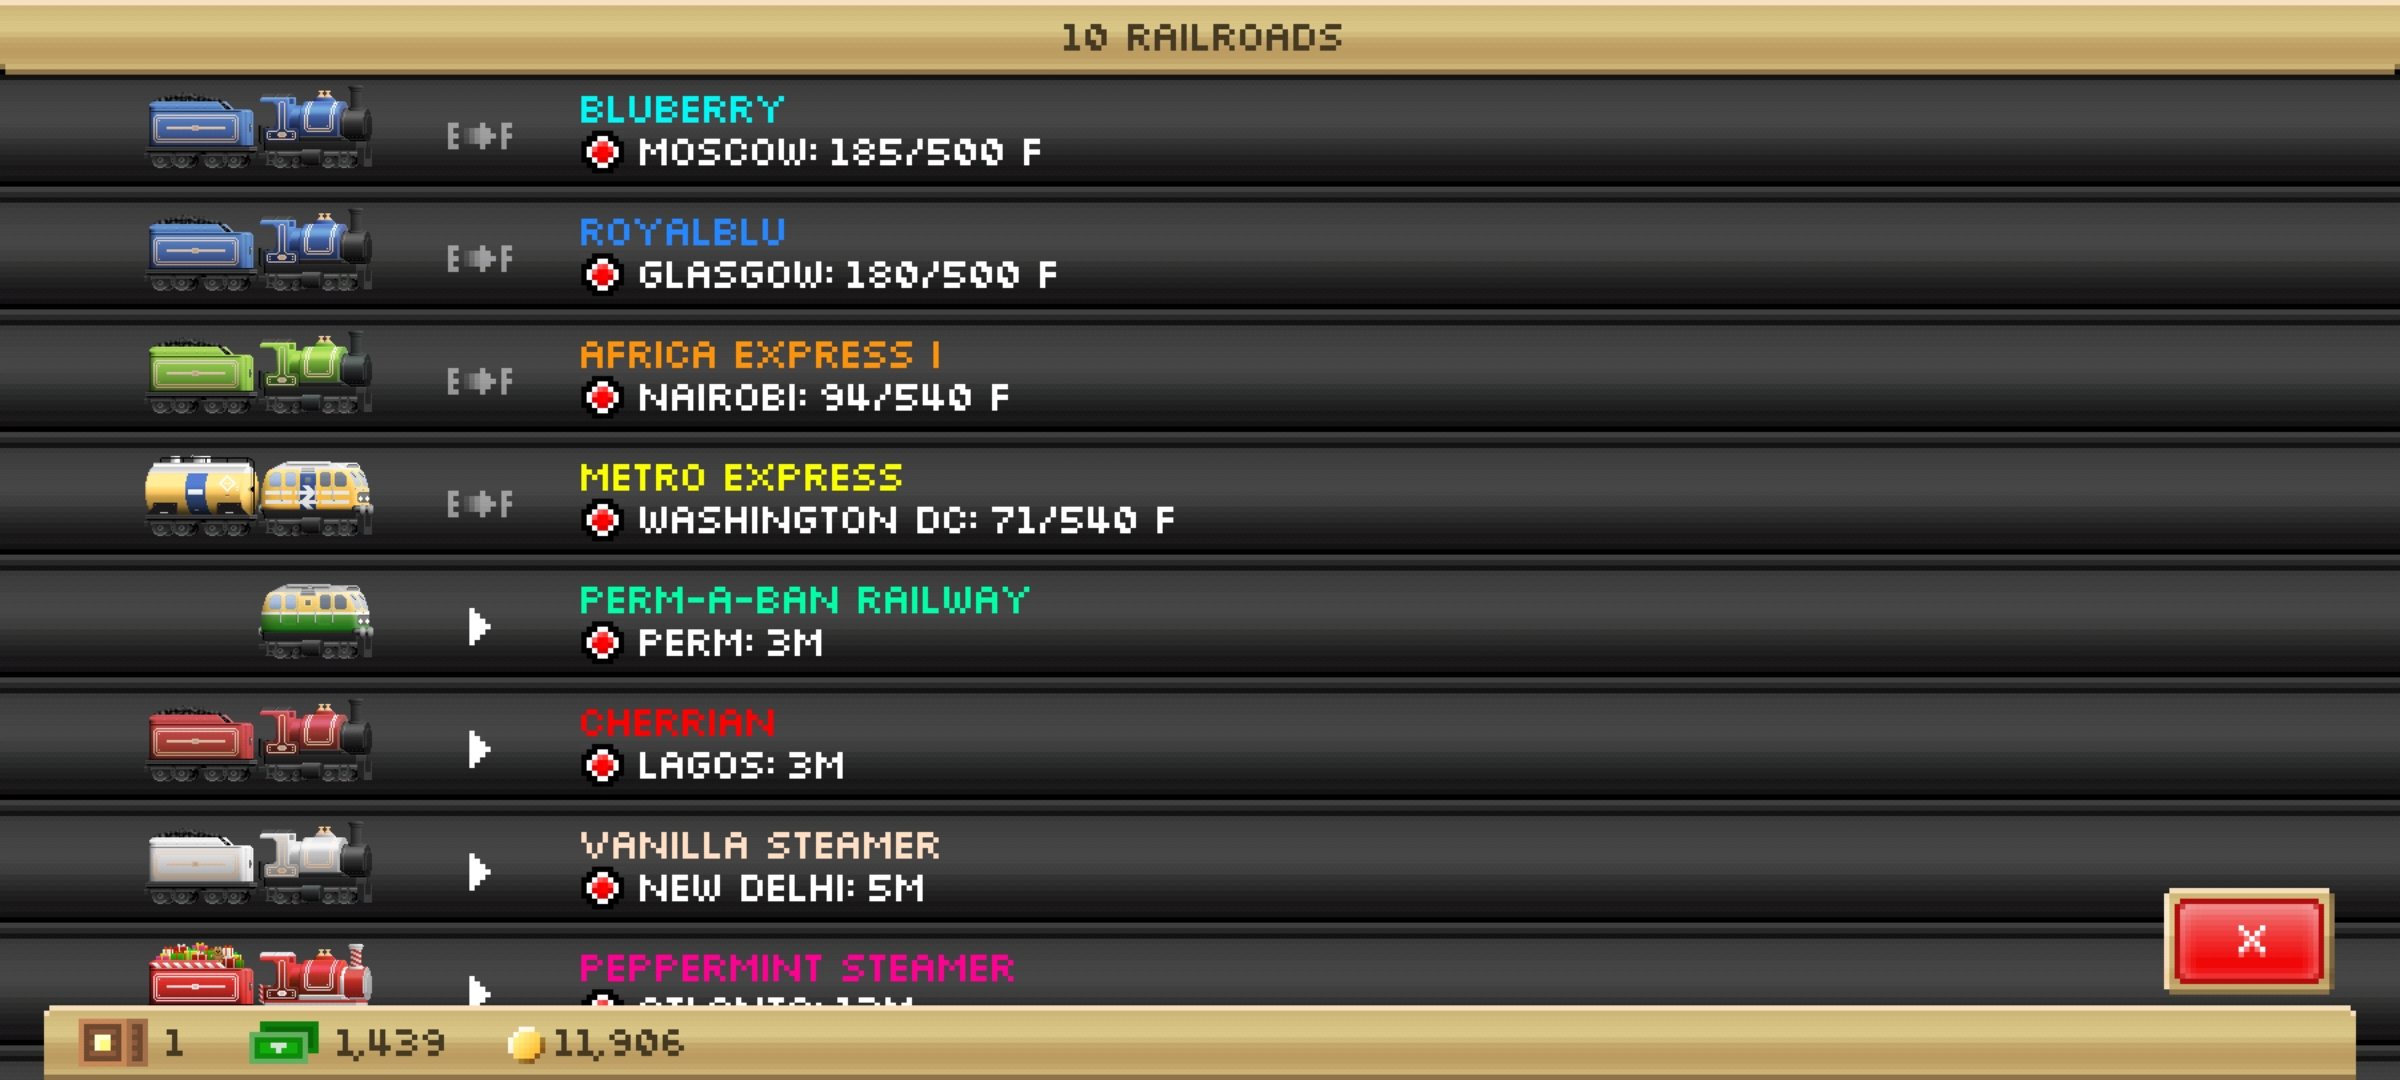 10 RAILROADS
BLUBERRY
E F
MOSCOW: 185/500 F
ROYALBLU
E F
GLASGOW: 180/500 F
AFRICA EXPRESS I
E F
NAIROBI: 94/540 F
METRO EXPRESS
E F
WASHINGTON DC: 71/540 F
PERM-A-BAN RAILWAY
PERM: 3M
CHERRIAN
LAGOS: 3M
VANILLA STEAMER
NEW DELHI: 5M
PEPPERMINT STEAMER
X
1 1,439 11,906